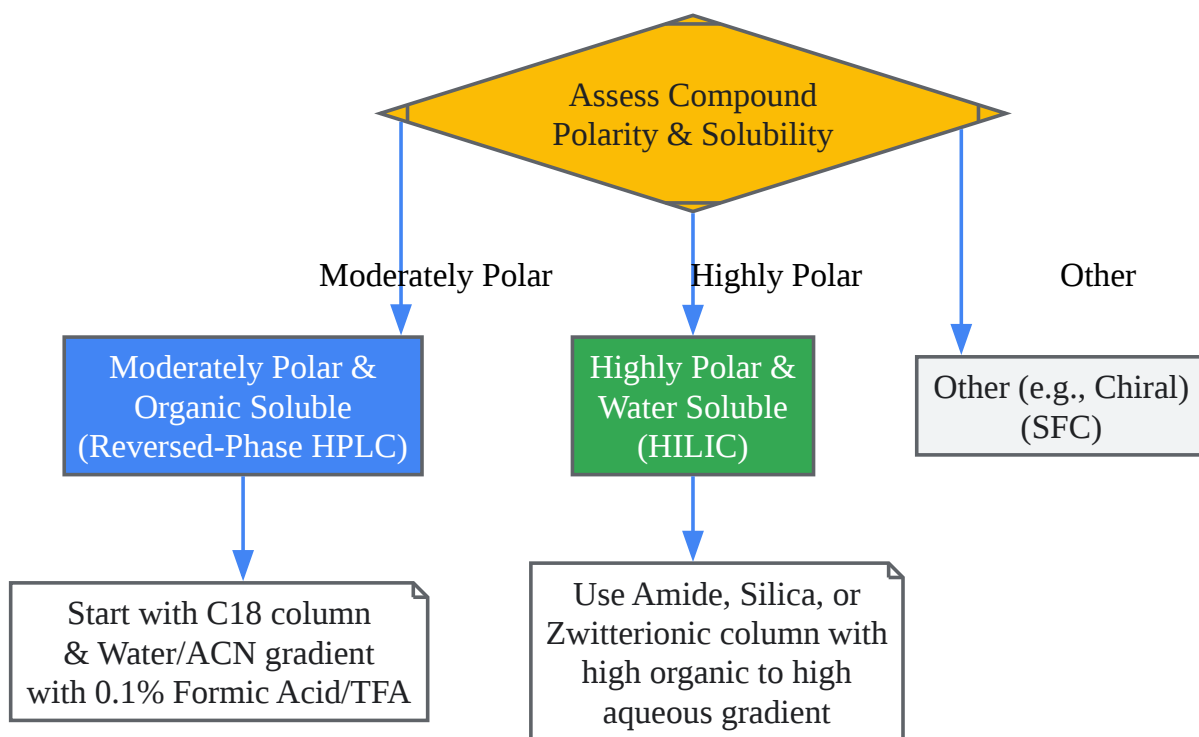 Assess Compound
Polarity & Solubility
Moderately Polar
Highly Polar
Other
Moderately Polar &
Organic Soluble
(Reversed-Phase HPLC)
Highly Polar &
Water Soluble
(HILIC)
Other (e.g., Chiral)
(SFC)
Start with C18 column
& Water/ACN gradient
with 0.1% Formic Acid/TFA
Use Amide, Silica, or
Zwitterionic column with
high organic to high
aqueous gradient